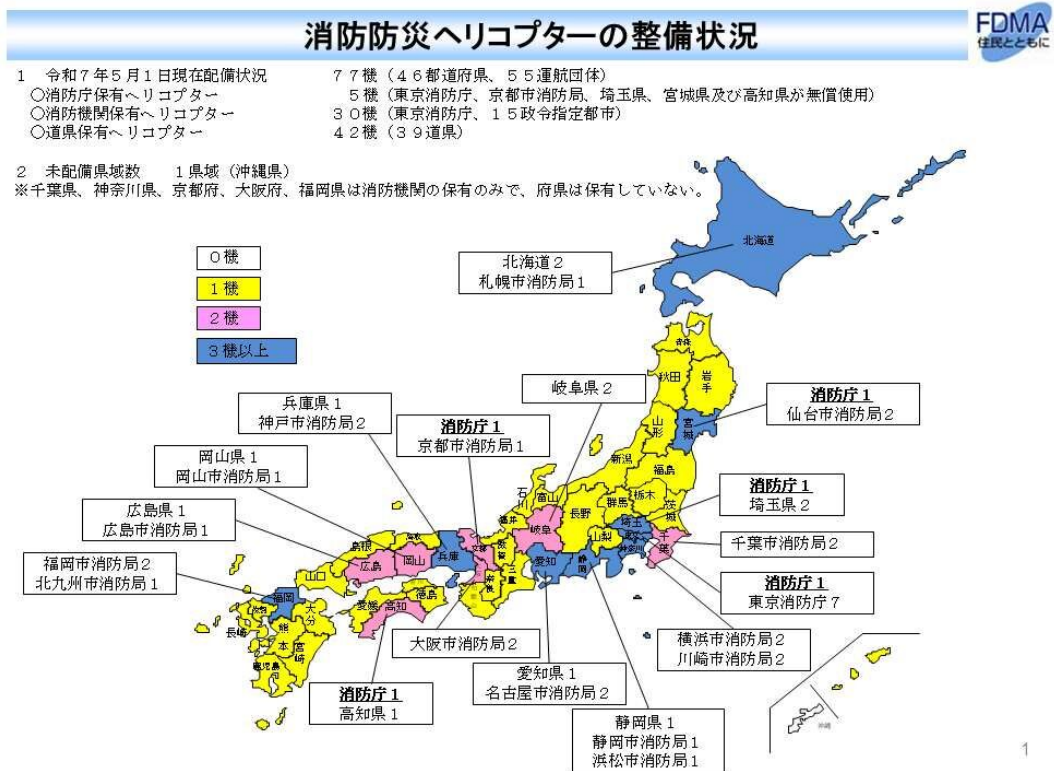 消防防災ヘリコプターの整備状況
FDMA
住民とともに
１　令和７年５月１日現在配備状況　７７機（４６都道府県、５５運航団体）
○消防庁保有ヘリコプター　５機（東京消防庁、京都市消防局、埼玉県、宮城県及び高知県が無償使用）
○消防機関保有ヘリコプター　３０機（東京消防庁、１５政令指定都市）
○道県保有ヘリコプター　４２機（３９道県）
２　未配備県域数　１県域（沖縄県）
※千葉県、神奈川県、京都府、大阪府、福岡県は消防機関の保有のみで、府県は保有していない。
０機
１機
２機
３機以上
北海道２
札幌市消防局１
北海道
青森
秋田
岩手
岐阜県２
兵庫県１
神戸市消防局２
消防庁１
京都市消防局１
消防庁１
仙台市消防局２
山形
宮城
岡山県１
岡山市消防局１
新潟
福島
消防庁１
埼玉県２
石川
富山
群馬
栃木
茨城
広島県１
広島市消防局１
福井
岐阜
長野
埼玉
山梨
東京
千葉
神奈川
千葉市消防局２
福岡市消防局２
北九州市消防局１
島根
鳥取
兵庫
京都
滋賀
愛知
静岡
山口
広島
岡山
三重
消防庁１
東京消防庁７
福岡
佐賀
大分
愛媛
高知
徳島
長崎
熊本
宮崎
鹿児島
大阪市消防局２
横浜市消防局２
川崎市消防局２
愛知県１
名古屋市消防局２
消防庁１
高知県１
静岡県１
静岡市消防局１
浜松市消防局１
沖縄
1